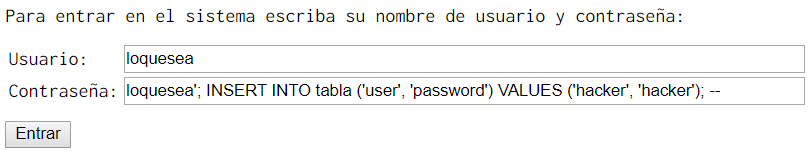 Para entrar en el sistema escriba su nombre de usuario y contraseña:
Usuario: loquesea
Contraseña: loquesea'; INSERT INTO tabla ('user', 'password') VALUES ('hacker', 'hacker'); --
Entrar